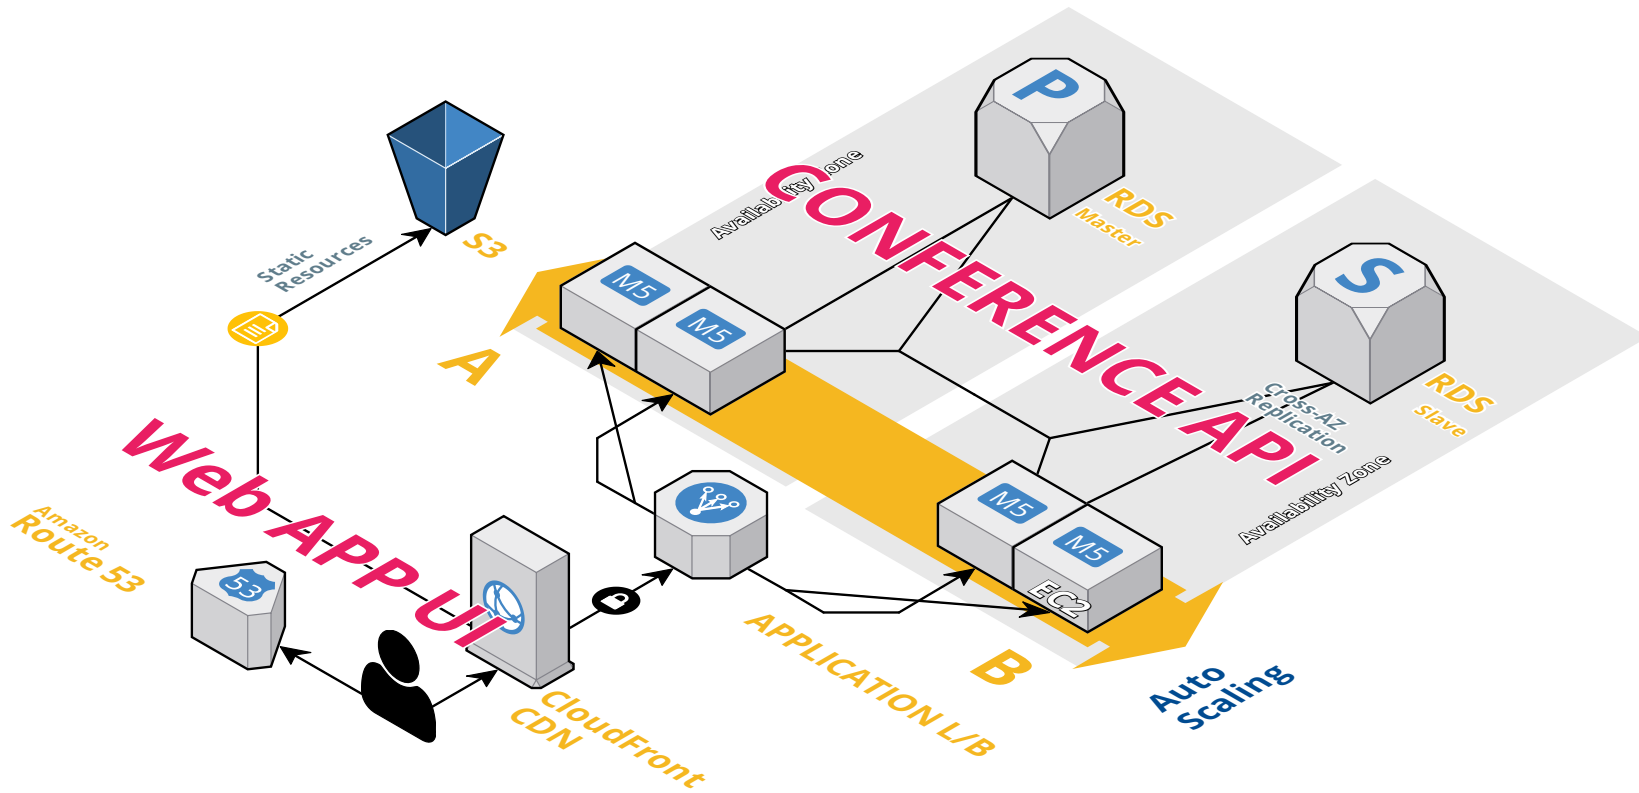 P
RDS
Master
Availability Zone
CONFERENCE API
S
RDS
Slave
Cross-AZ
Replication
Availability Zone
S3
Static
Resources
M5
M5
A
Web APP UI
Amazon
Route 53
53
CloudFront
CDN
APPLICATION L/B
M5
M5
EC2
B
Auto
Scaling